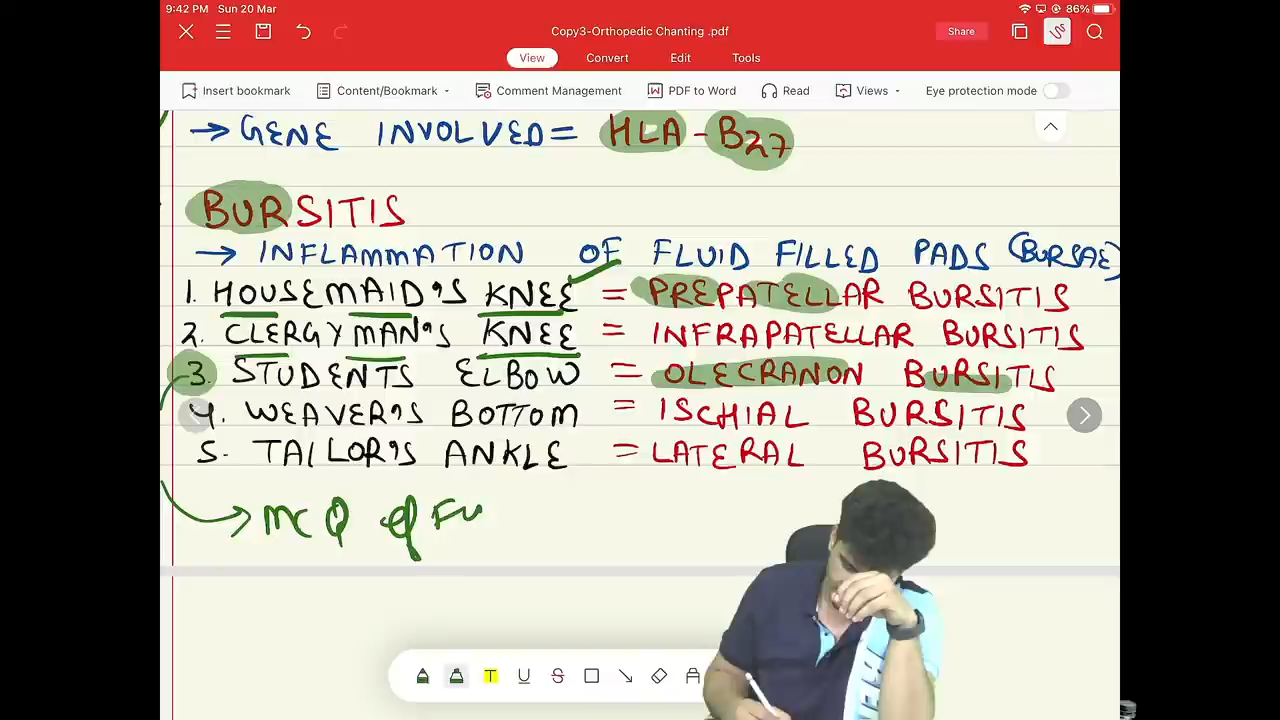 9:42 PM Sun 20 Mar 86%
Copy3-Orthopedic Chanting .pdf Share
View Convert Edit Tools
Insert bookmark Content/Bookmark Comment Management PDF to Word Read Views Eye protection mode
→ GENE INVOLVED = HLA - B27
BURSITIS
→ INFLAMMATION OF FLUID FILLED PADS (BURSAE)
1. HOUSEMAID'S KNEE = PREPATELLAR BURSITIS
2. CLERGYMAN'S KNEE = INFRAPATELLAR BURSITIS
3. STUDENTS ELBOW = OLECRANON BURSITIS
4. WEAVER'S BOTTOM = ISCHIAL BURSITIS
5. TAILOR'S ANKLE = LATERAL BURSITIS
→ MCQ of
T U S A